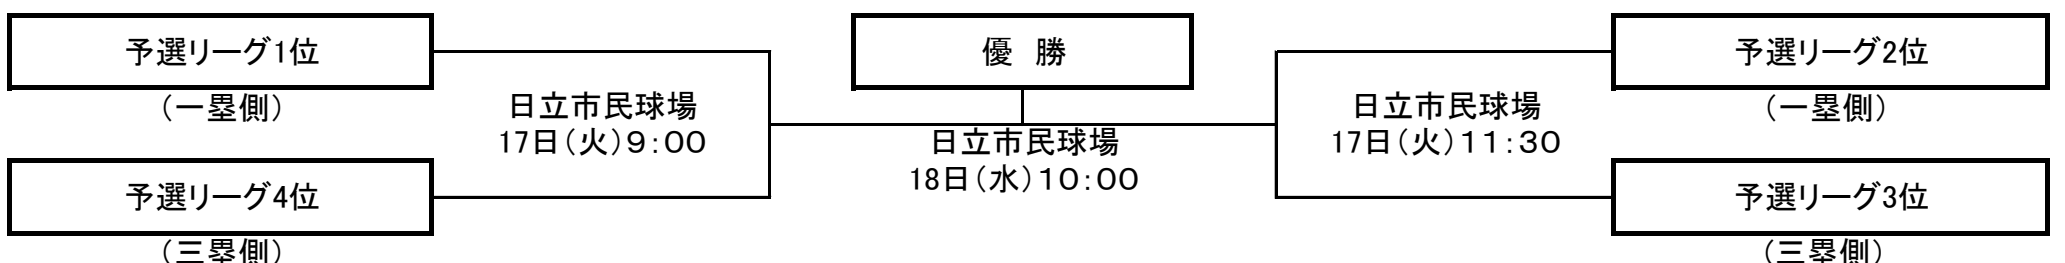 予選リーグ1位
(一塁側)
日立市民球場
17日(火)9:00
予選リーグ4位
(三塁側)
優　勝
日立市民球場
18日(水)10:00
日立市民球場
17日(火)11:30
予選リーグ2位
(一塁側)
予選リーグ3位
(三塁側)